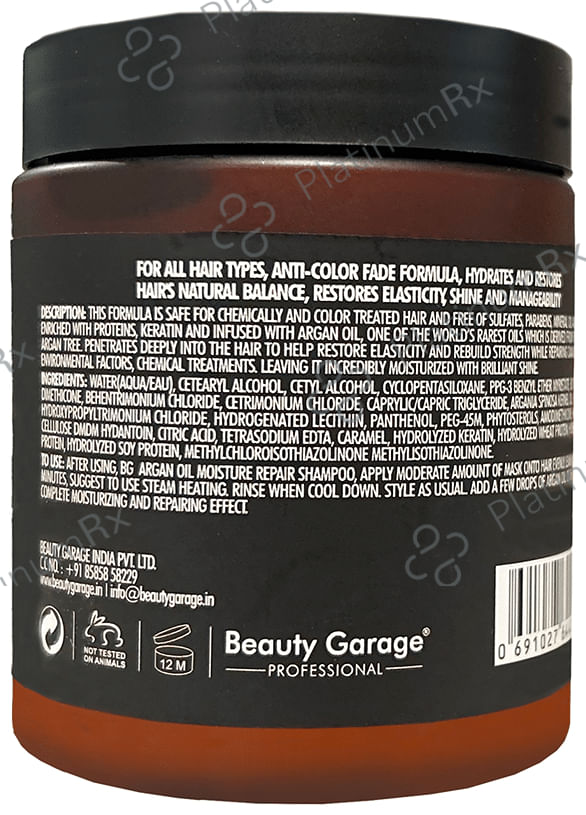 FOR ALL HAIR TYPES, ANTI-COLOR FADE FORMULA, HYDRATES AND RESTORES
HAIR'S NATURAL BALANCE, RESTORES ELASTICITY, SHINE AND MANAGEABILITY
DESCRIPTION: THIS FORMULA IS SAFE FOR CHEMICALLY AND COLOR TREATED HAIR AND FREE OF SULFATES, PARABENS, MINERAL
ENRICHED WITH PROTEINS, KERATIN AND INFUSED WITH ARGAN OIL, ONE OF THE WORLD'S RAREST OILS WHICH IS DERIVED
ARGAN TREE. PENETRATES DEEPLY INTO THE HAIR TO HELP RESTORE ELASTICITY AND REBUILD STRENGTH WHILE REPAIRING
ENVIRONMENTAL FACTORS, CHEMICAL TREATMENTS. LEAVING IT INCREDIBLY MOISTURIZED WITH BRILLIANT SHINE.
INGREDIENTS: WATER(AQUA/EAU), CETEARYL ALCOHOL, CETYL ALCOHOL, CYCLOPENTASILOXANE, PPG-3 BENZYL ETHER
DIMETHICONE, BEHENTRIMONIUM CHLORIDE, CETRIMONIUM CHLORIDE, CAPRYLIC/CAPRIC TRIGLYCERIDE, ARGANIA SPINOSA KERNEL
HYDROXYPROPYLTRIMONIUM CHLORIDE, HYDROGENATED LECITHIN, PANTHENOL, PEG-45M, PHYTOSTEROLS,
CELLULOSE DMDM HYDANTOIN, CITRIC ACID, TETRASODIUM EDTA, CARAMEL, HYDROLYZED KERATIN, HYDROLYZED WHEAT
PROTEIN, HYDROLYZED SOY PROTEIN, METHYLCHLOROISOTHIAZOLINONE METHYLISOTHIAZOLINONE.
TO USE: AFTER USING, BG ARGAN OIL MOISTURE REPAIR SHAMPOO, APPLY MODERATE AMOUNT OF MASK ONTO HAIR
MINUTES, SUGGEST TO USE STEAM HEATING. RINSE WHEN COOL DOWN. STYLE AS USUAL. ADD A FEW DROPS OF ARGAN
COMPLETE MOISTURIZING AND REPAIRING EFFECT.
BEAUTY GARAGE INDIA PVT. LTD.
CC NO. : +91 85858 58229
www.beautygarage.in | info@beautygarage.in
NOT TESTED
ON ANIMALS
12 M
Beauty Garage®
PROFESSIONAL
0 691027
PlatinumRx
PlatinumRx
PlatinumRx